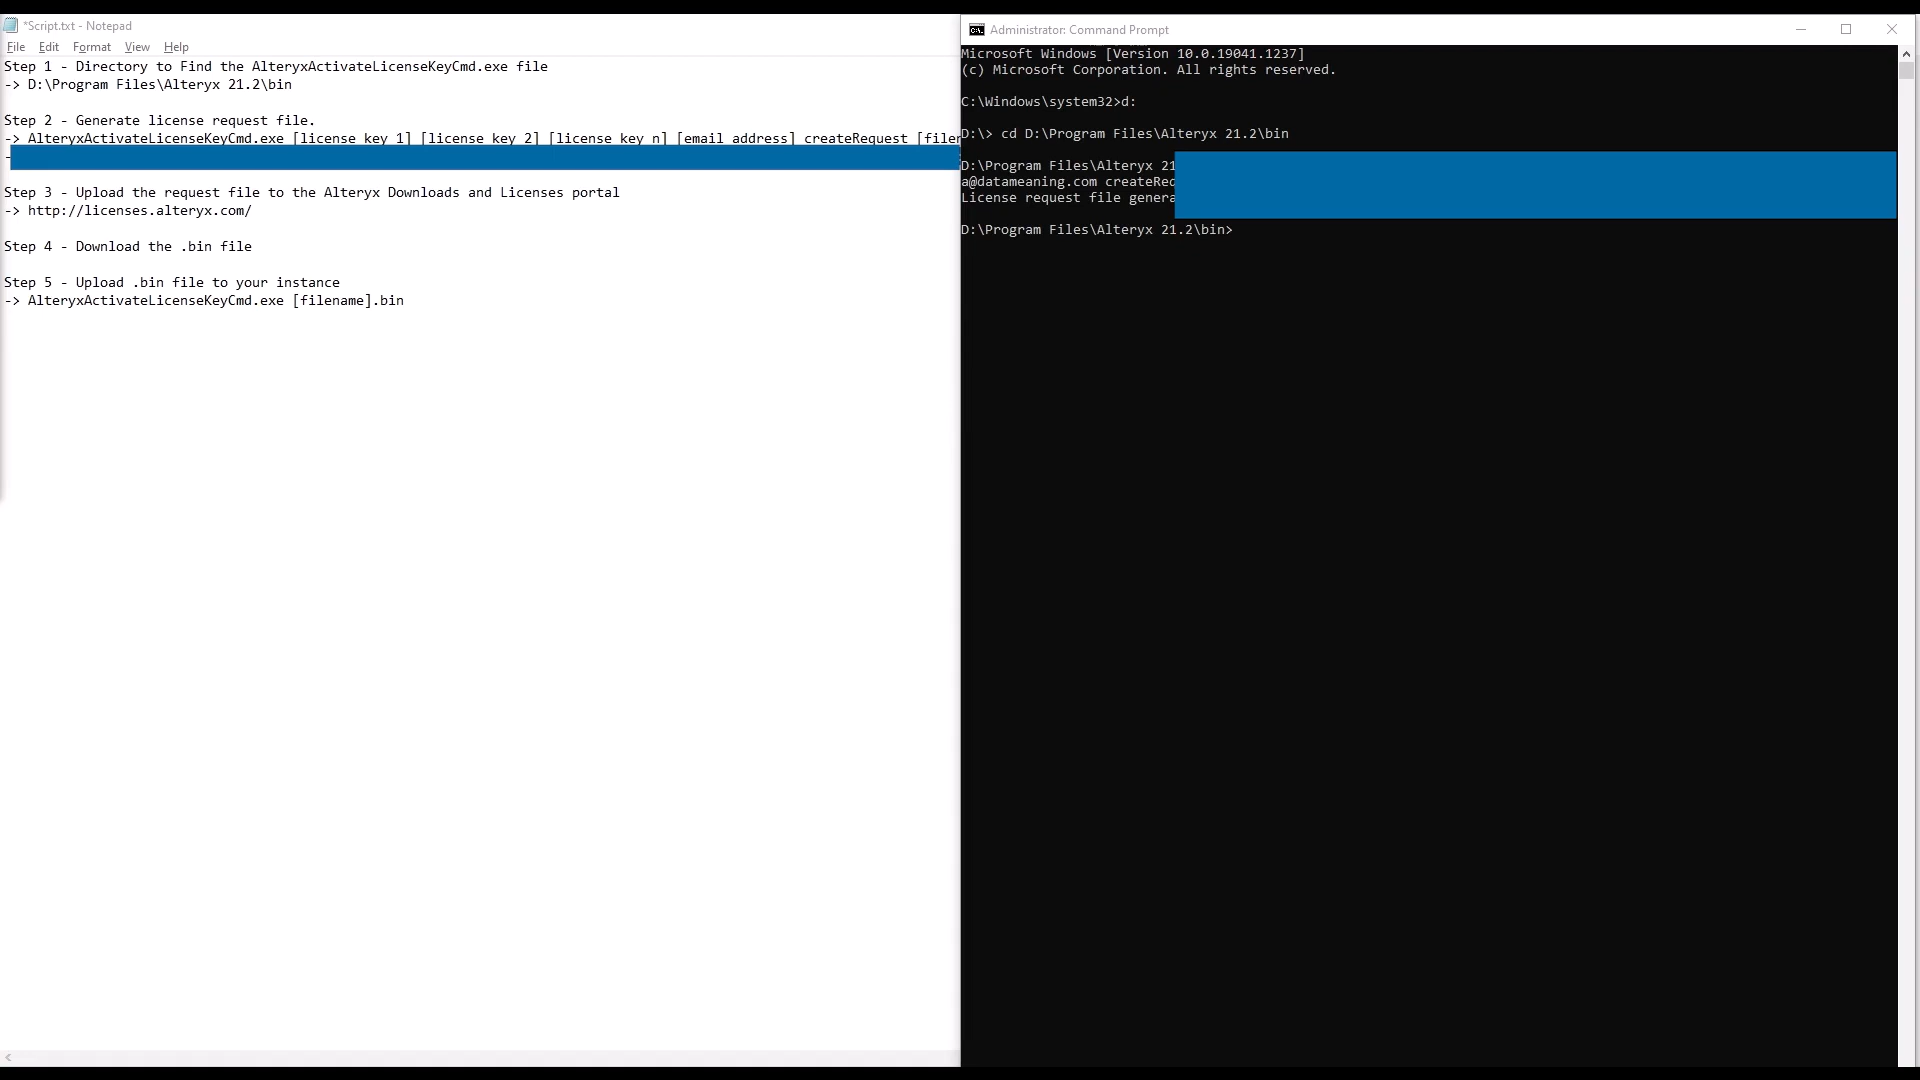 *Script.txt - Notepad
File Edit Format View Help
Step 1 - Directory to Find the AlteryxActivateLicenseKeyCmd.exe file
-> D:\Program Files\Alteryx 21.2\bin
Step 2 - Generate license request file.
-> AlteryxActivateLicenseKeyCmd.exe [license key 1] [license key 2] [license key n] [email address] createRequest [filen
Step 3 - Upload the request file to the Alteryx Downloads and Licenses portal
-> http://licenses.alteryx.com/
Step 4 - Download the .bin file
Step 5 - Upload .bin file to your instance
-> AlteryxActivateLicenseKeyCmd.exe [filename].bin
Administrator: Command Prompt
Microsoft Windows [Version 10.0.19041.1237]
(c) Microsoft Corporation. All rights reserved.
C:\Windows\system32>d:
D:\> cd D:\Program Files\Alteryx 21.2\bin
D:\Program Files\Alteryx 21
a@datameaning.com createReq
License request file genera
D:\Program Files\Alteryx 21.2\bin>